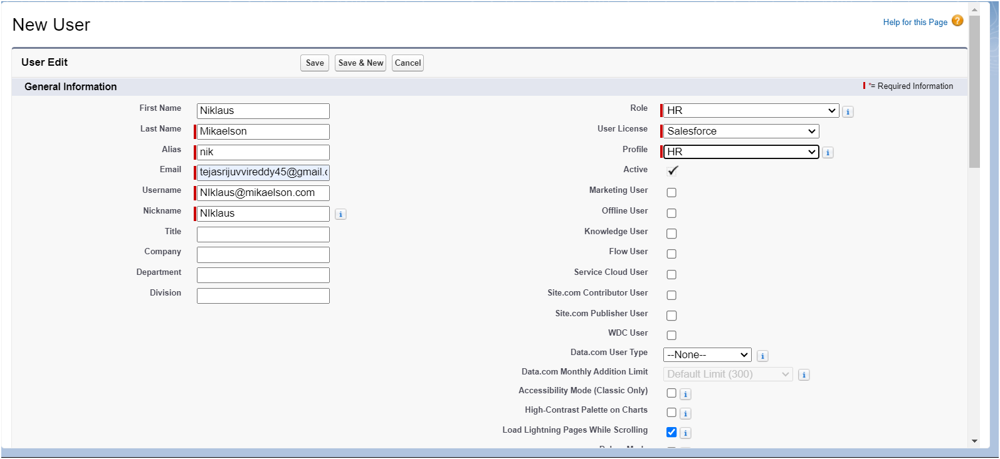 New User
Help for this Page
User Edit
Save
Save & New
Cancel
General Information
*= Required Information
First Name
Niklaus
Last Name
Mikaelson
Alias
nik
Email
tejasrijuvvireddy45@gmail.c
Username
NIklaus@mikaelson.com
Nickname
NIklaus
Title
Company
Department
Division
Role
HR
User License
Salesforce
Profile
HR
Active
Marketing User
Offline User
Knowledge User
Flow User
Service Cloud User
Site.com Contributor User
Site.com Publisher User
WDC User
Data.com User Type
--None--
Data.com Monthly Addition Limit
Default Limit (300)
Accessibility Mode (Classic Only)
High-Contrast Palette on Charts
Load Lightning Pages While Scrolling